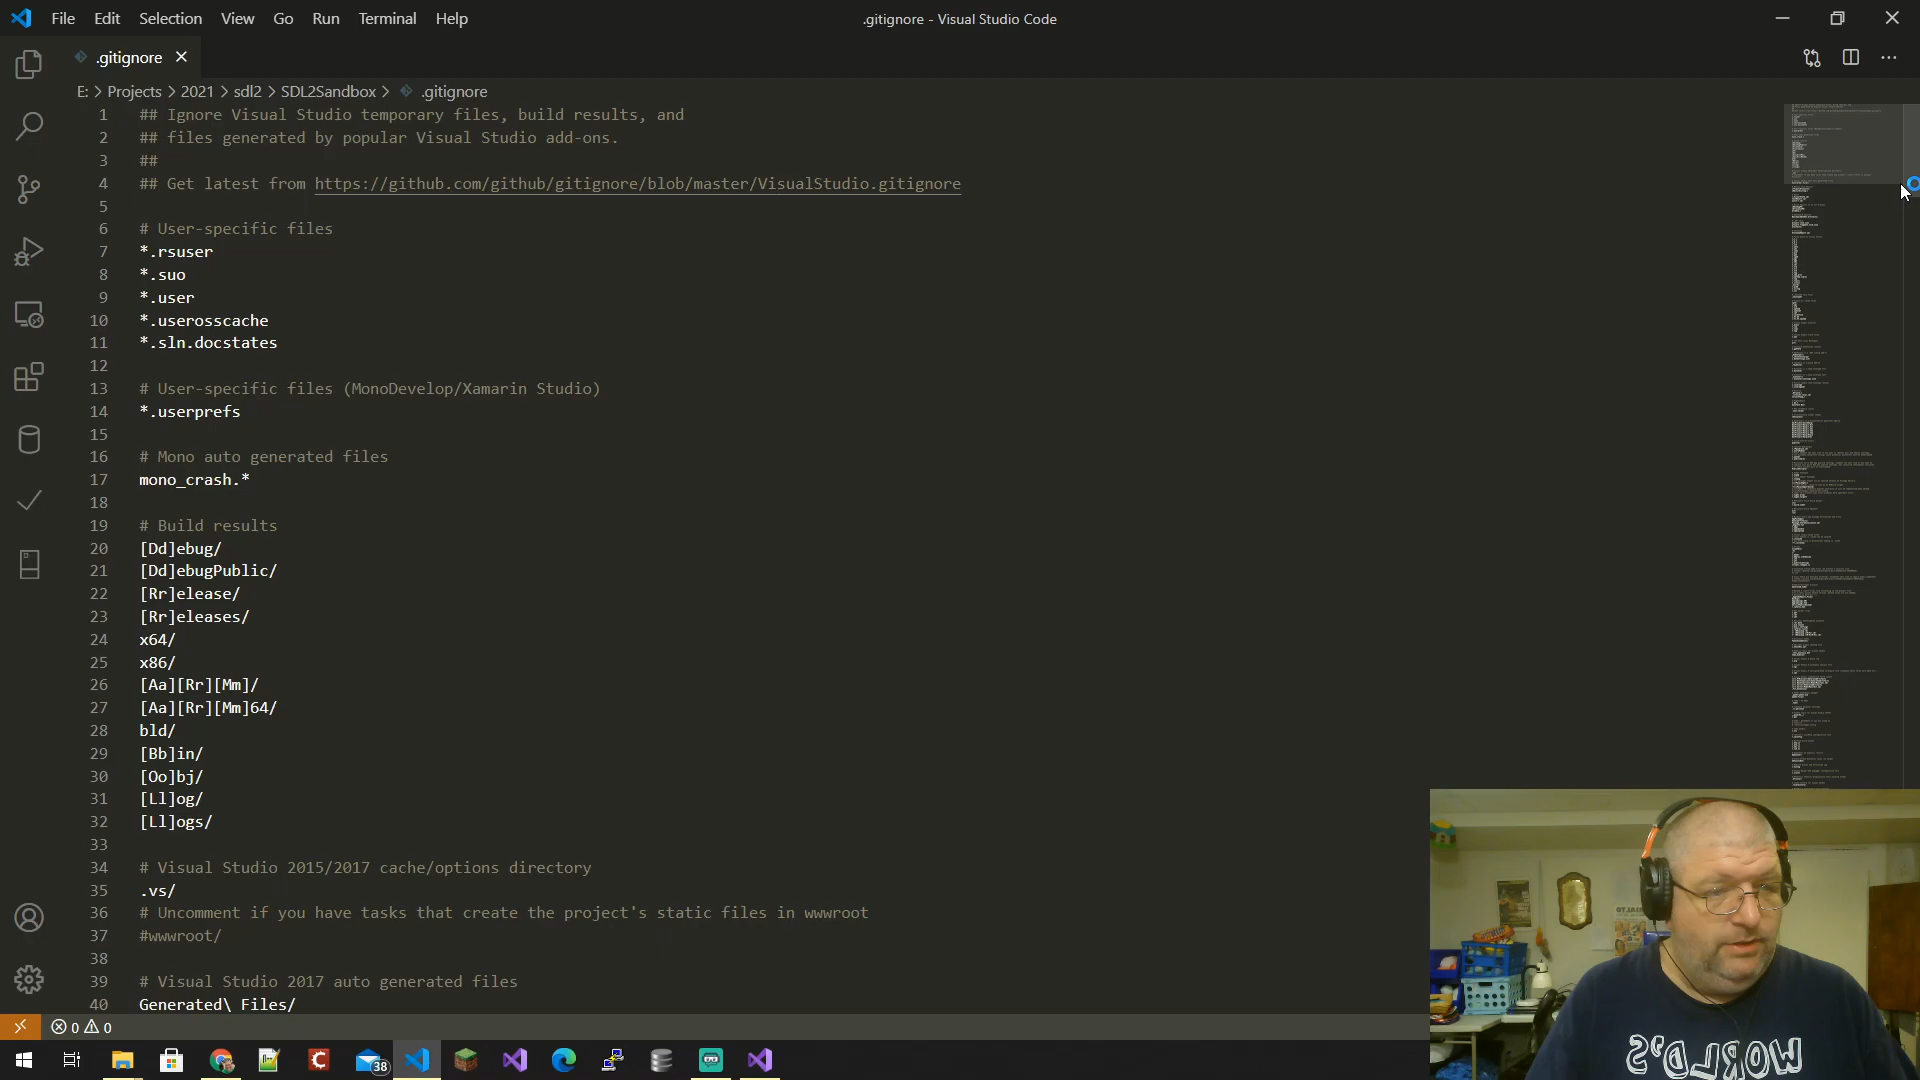 File Edit Selection View Go Run Terminal Help
.gitignore - Visual Studio Code
.gitignore
E: > Projects > 2021 > sdl2 > SDL2Sandbox > .gitignore
1 ## Ignore Visual Studio temporary files, build results, and
2 ## files generated by popular Visual Studio add-ons.
3 ##
4 ## Get latest from https://github.com/github/gitignore/blob/master/VisualStudio.gitignore
5
6 # User-specific files
7 *.rsuser
8 *.suo
9 *.user
10 *.userosscache
11 *.sln.docstates
12
13 # User-specific files (MonoDevelop/Xamarin Studio)
14 *.userprefs
15
16 # Mono auto generated files
17 mono_crash.*
18
19 # Build results
20 [Dd]ebug/
21 [Dd]ebugPublic/
22 [Rr]elease/
23 [Rr]eleases/
24 x64/
25 x86/
26 [Aa][Rr][Mm]/
27 [Aa][Rr][Mm]64/
28 bld/
29 [Bb]in/
30 [Oo]bj/
31 [Ll]og/
32 [Ll]ogs/
33
34 # Visual Studio 2015/2017 cache/options directory
35 .vs/
36 # Uncomment if you have tasks that create the project's static files in wwwroot
37 #wwwroot/
38
39 # Visual Studio 2017 auto generated files
40 Generated\ Files/
0 0
38
WORLD'S